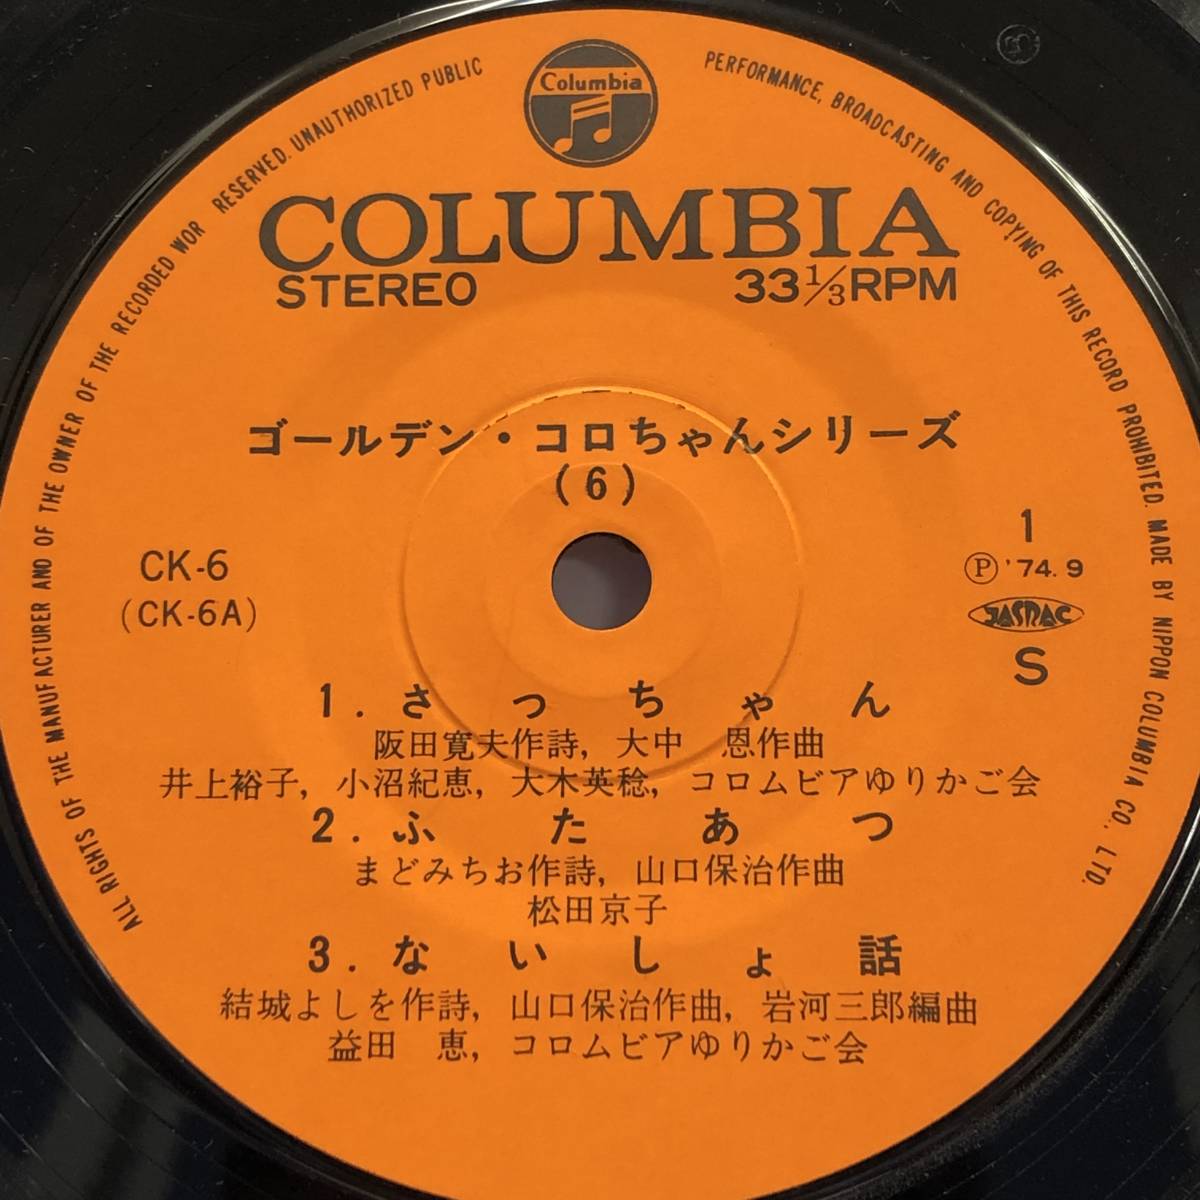 Columbia
COLUMBIA
STEREO 33 1/3 RPM
ゴールデン・コロちゃんシリーズ
(6)
CK-6
(CK-6A)
1
Ⓟ '74.9
JASRAC
S
1. さっちゃん
阪田寛夫作詩, 大中 恩作曲
井上裕子, 小沼紀恵, 大木英稔, コロムビアゆりかご会
2. ふたあつ
まどみちお作詩, 山口保治作曲
松田京子
3. ないしょ話
結城よしを作詩, 山口保治作曲, 岩河三郎編曲
益田 恵, コロムビアゆりかご会
ALL RIGHTS OF THE MANUFACTURER AND OF THE OWNER OF THE RECORDED WOR RESERVED. UNAUTHORIZED PUBLIC PERFORMANCE, BROADCASTING AND COPYING OF THIS RECORD PROHIBITED. MADE BY NIPPON COLUMBIA CO., LTD.